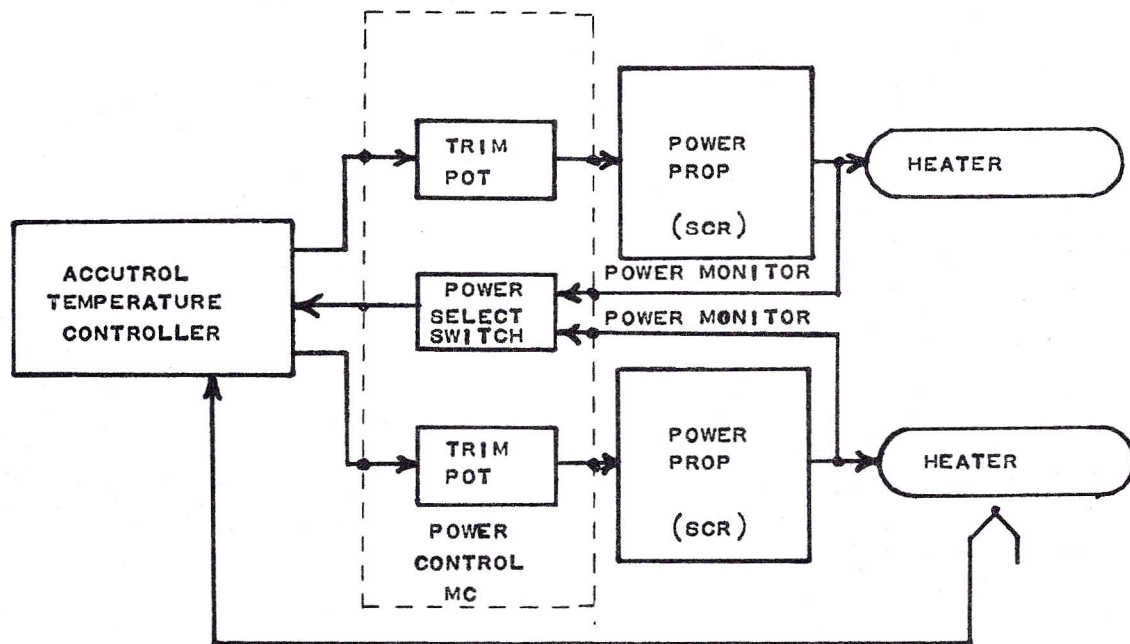 TRIM
POT
POWER
PROP
(SCR)
HEATER
ACCUTROL
TEMPERATURE
CONTROLLER
POWER
SELECT
SWITCH
POWER MONITOR
POWER MONITOR
TRIM
POT
POWER
PROP
(SCR)
HEATER
POWER
CONTROL
MC